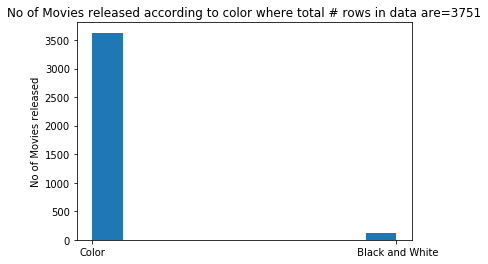 No of Movies released according to color where total # rows in data are=3751
No of Movies released
3500
3000
2500
2000
1500
1000
500
0
Color Black and White